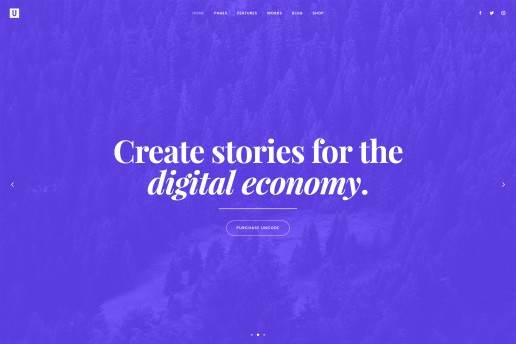 U
HOME PAGES FEATURES WORKS BLOG SHOP
Create stories for the
digital economy.
PURCHASE UNCODE